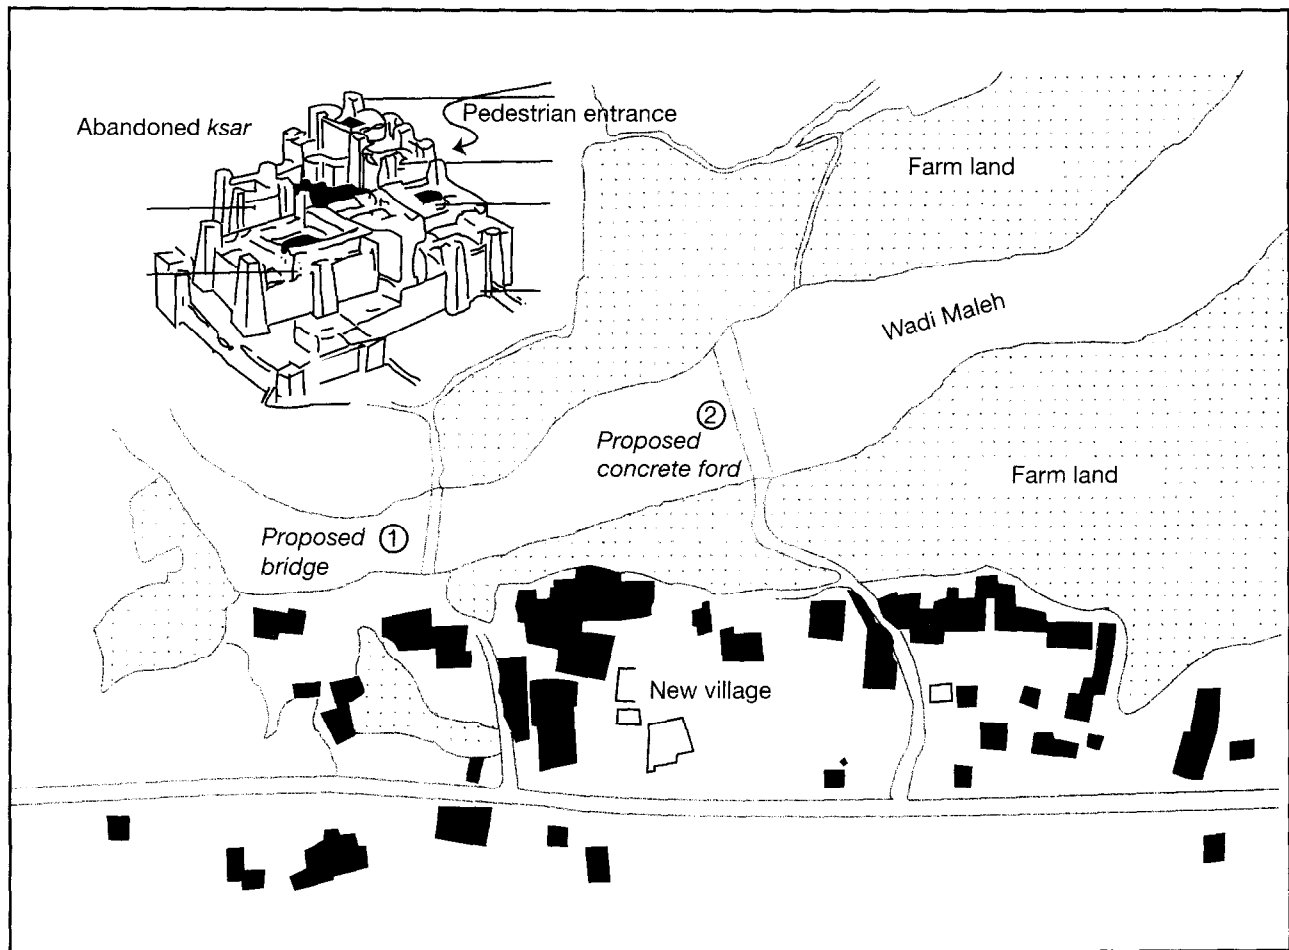 Abandoned ksar
Pedestrian entrance
Farm land
Wadi Maleh
②
Proposed
concrete ford
Farm land
Proposed ①
bridge
New village